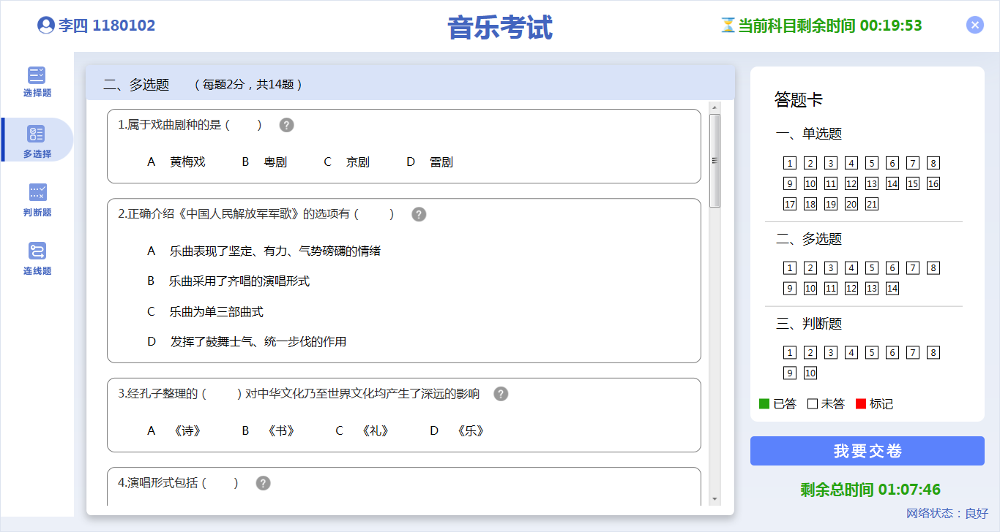 李四 1180102
音乐考试
当前科目剩余时间 00:19:53
选择题
多选择
判断题
连线题
二、多选题 （每题2分，共14题）
1.属于戏曲剧种的是（ ） ?
A 黄梅戏 B 粤剧 C 京剧 D 雷剧
2.正确介绍《中国人民解放军军歌》的选项有（ ） ?
A 乐曲表现了坚定、有力、气势磅礴的情绪
B 乐曲采用了齐唱的演唱形式
C 乐曲为单三部曲式
D 发挥了鼓舞士气、统一步伐的作用
3.经孔子整理的（ ）对中华文化乃至世界文化均产生了深远的影响 ?
A 《诗》 B 《书》 C 《礼》 D 《乐》
4.演唱形式包括（ ） ?
答题卡
一、单选题
1 2 3 4 5 6 7 8
9 10 11 12 13 14 15 16
17 18 19 20 21
二、多选题
1 2 3 4 5 6 7 8
9 10 11 12 13 14
三、判断题
1 2 3 4 5 6 7 8
9 10
已答 未答 标记
我要交卷
剩余总时间 01:07:46
网络状态：良好